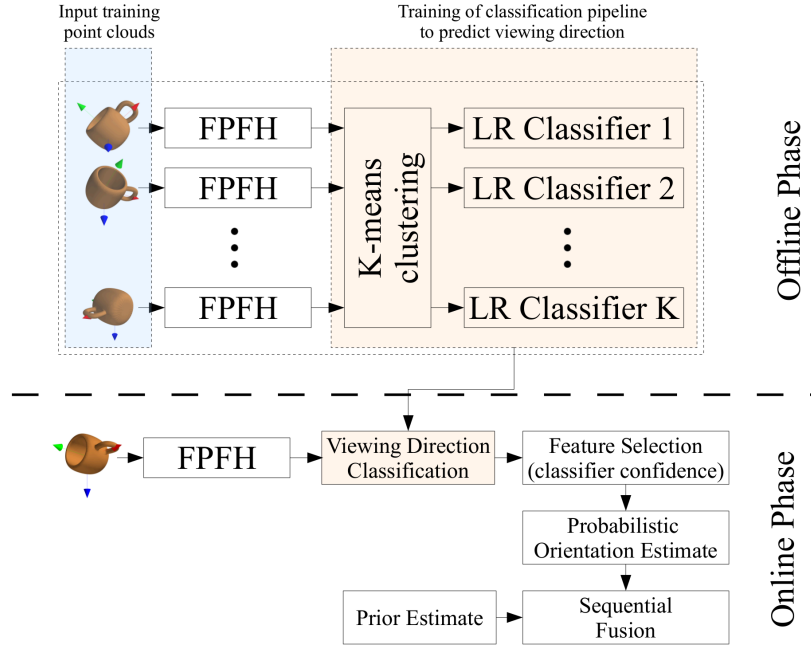 Input training
point clouds
Training of classification pipeline
to predict viewing direction
FPFH
LR Classifier 1
FPFH
LR Classifier 2
K-means
clustering
FPFH
LR Classifier K
Offline Phase
FPFH
Viewing Direction
Classification
Feature Selection
(classifier confidence)
Probabilistic
Orientation Estimate
Prior Estimate
Sequential
Fusion
Online Phase